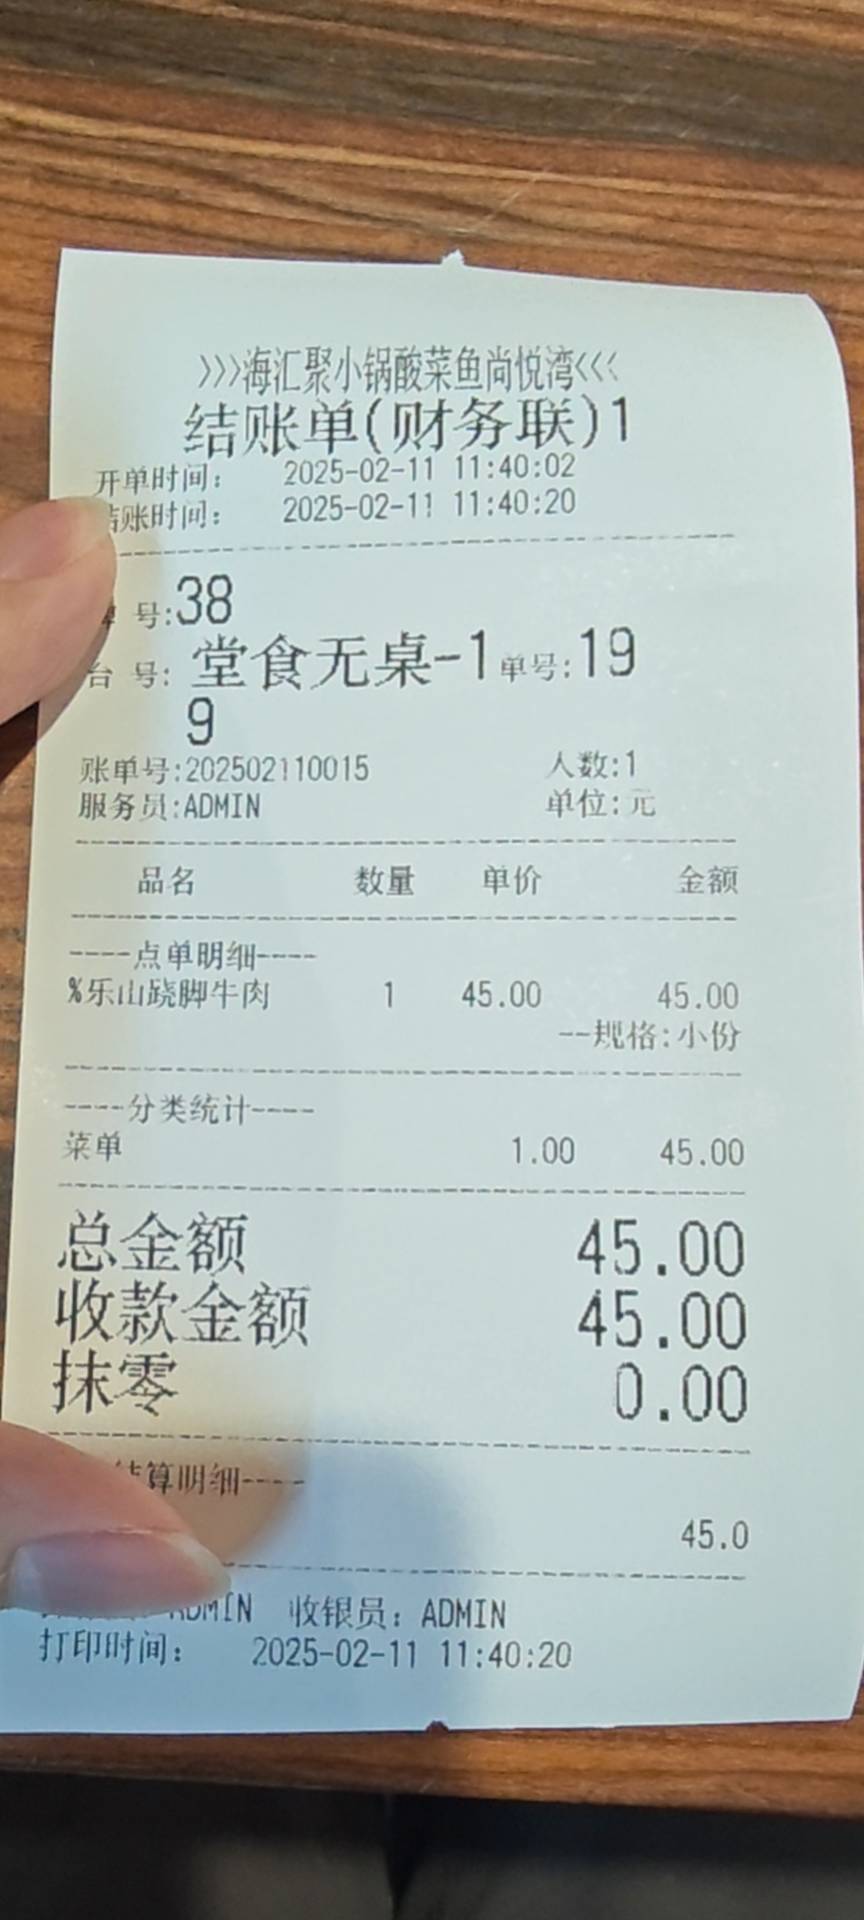 >>>海汇聚小锅酸菜鱼尚悦湾<<<
结账单(财务联)1
开单时间: 2025-02-11 11:40:02
结账时间: 2025-02-11 11:40:20
号:38
台 号: 堂食无桌-1 单号:19
9
账单号:202502110015 人数:1
服务员:ADMIN 单位:元
品名 数量 单价 金额
----点单明细----
%乐山跷脚牛肉 1 45.00 45.00
--规格:小份
----分类统计----
菜单 1.00 45.00
总金额 45.00
收款金额 45.00
抹零 0.00
结算明细----
45.0
ADMIN 收银员: ADMIN
打印时间: 2025-02-11 11:40:20